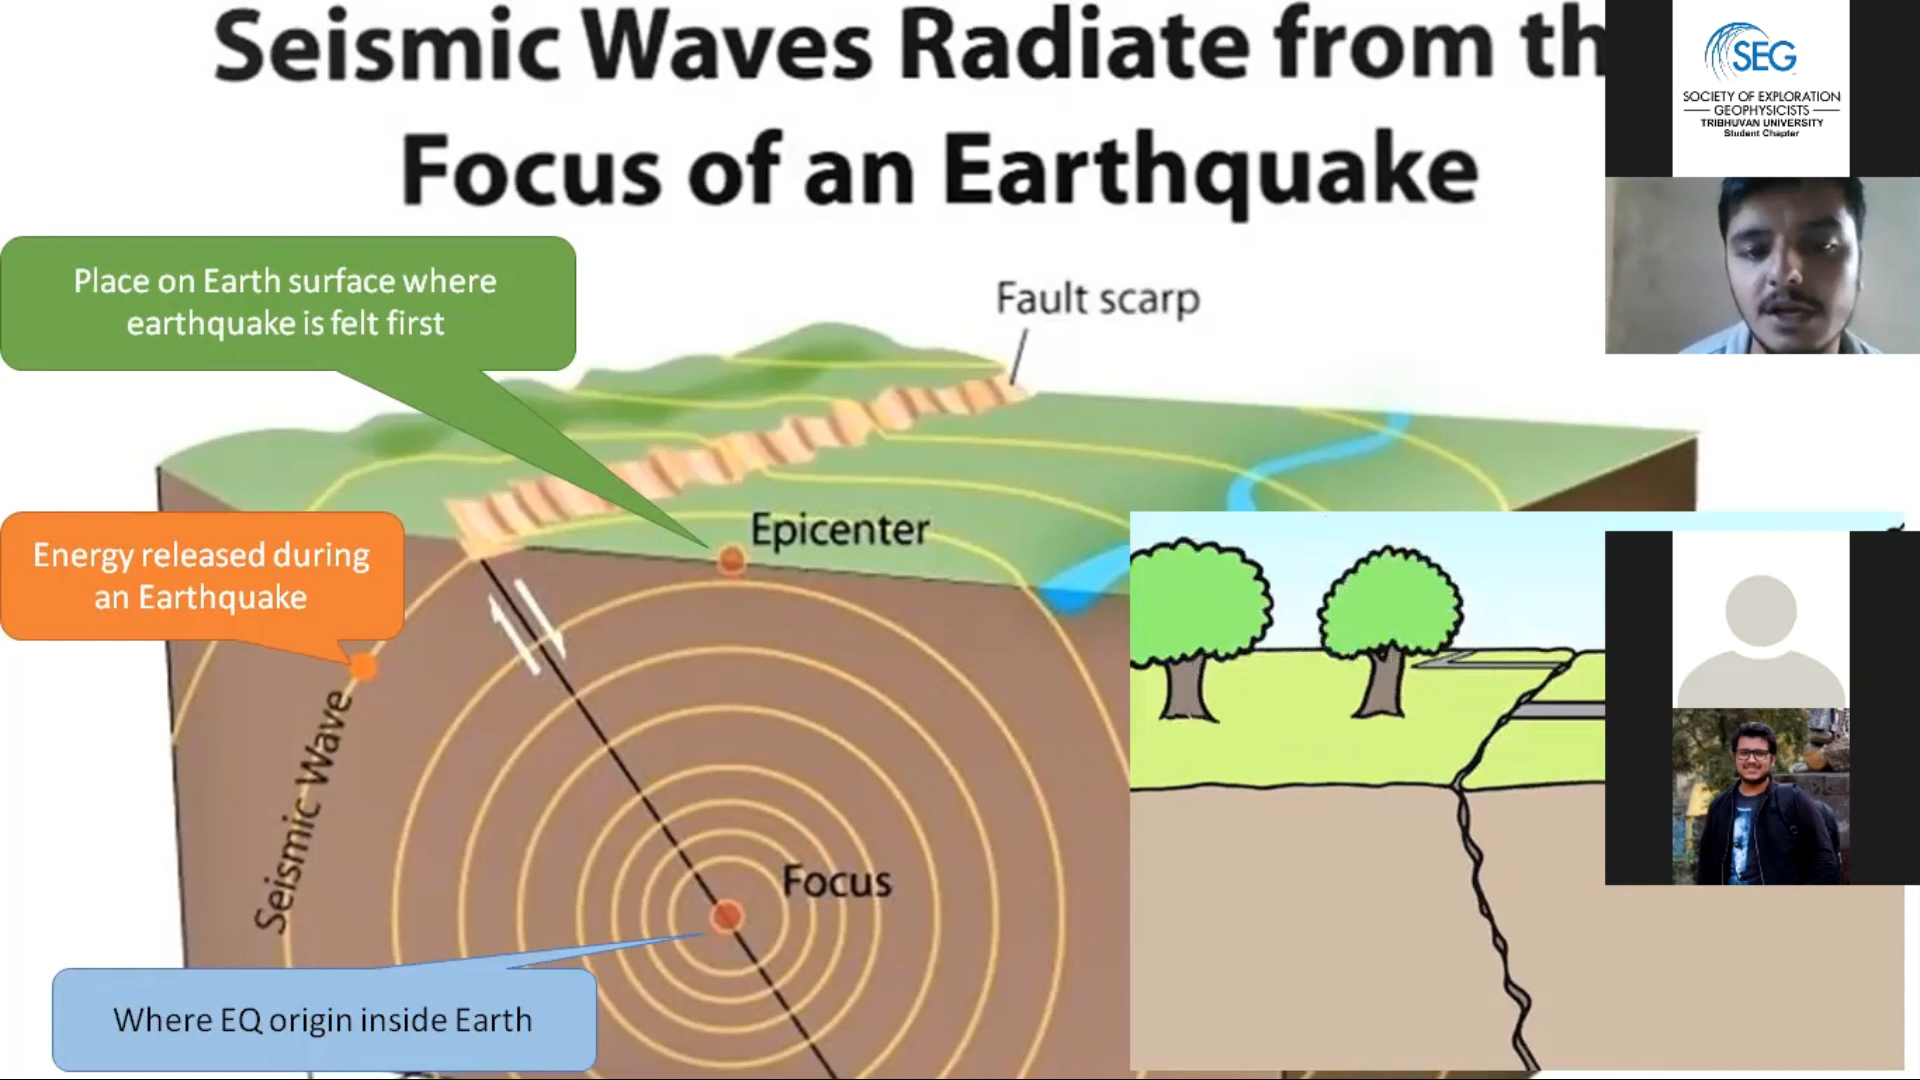 Seismic Waves Radiate from th
Focus of an Earthquake
SEG
SOCIETY OF EXPLORATION
GEOPHYSICISTS
TRIBHUVAN UNIVERSITY
Student Chapter
Place on Earth surface where
earthquake is felt first
Fault scarp
Epicenter
Energy released during
an Earthquake
Seismic Wave
Focus
Where EQ origin inside Earth